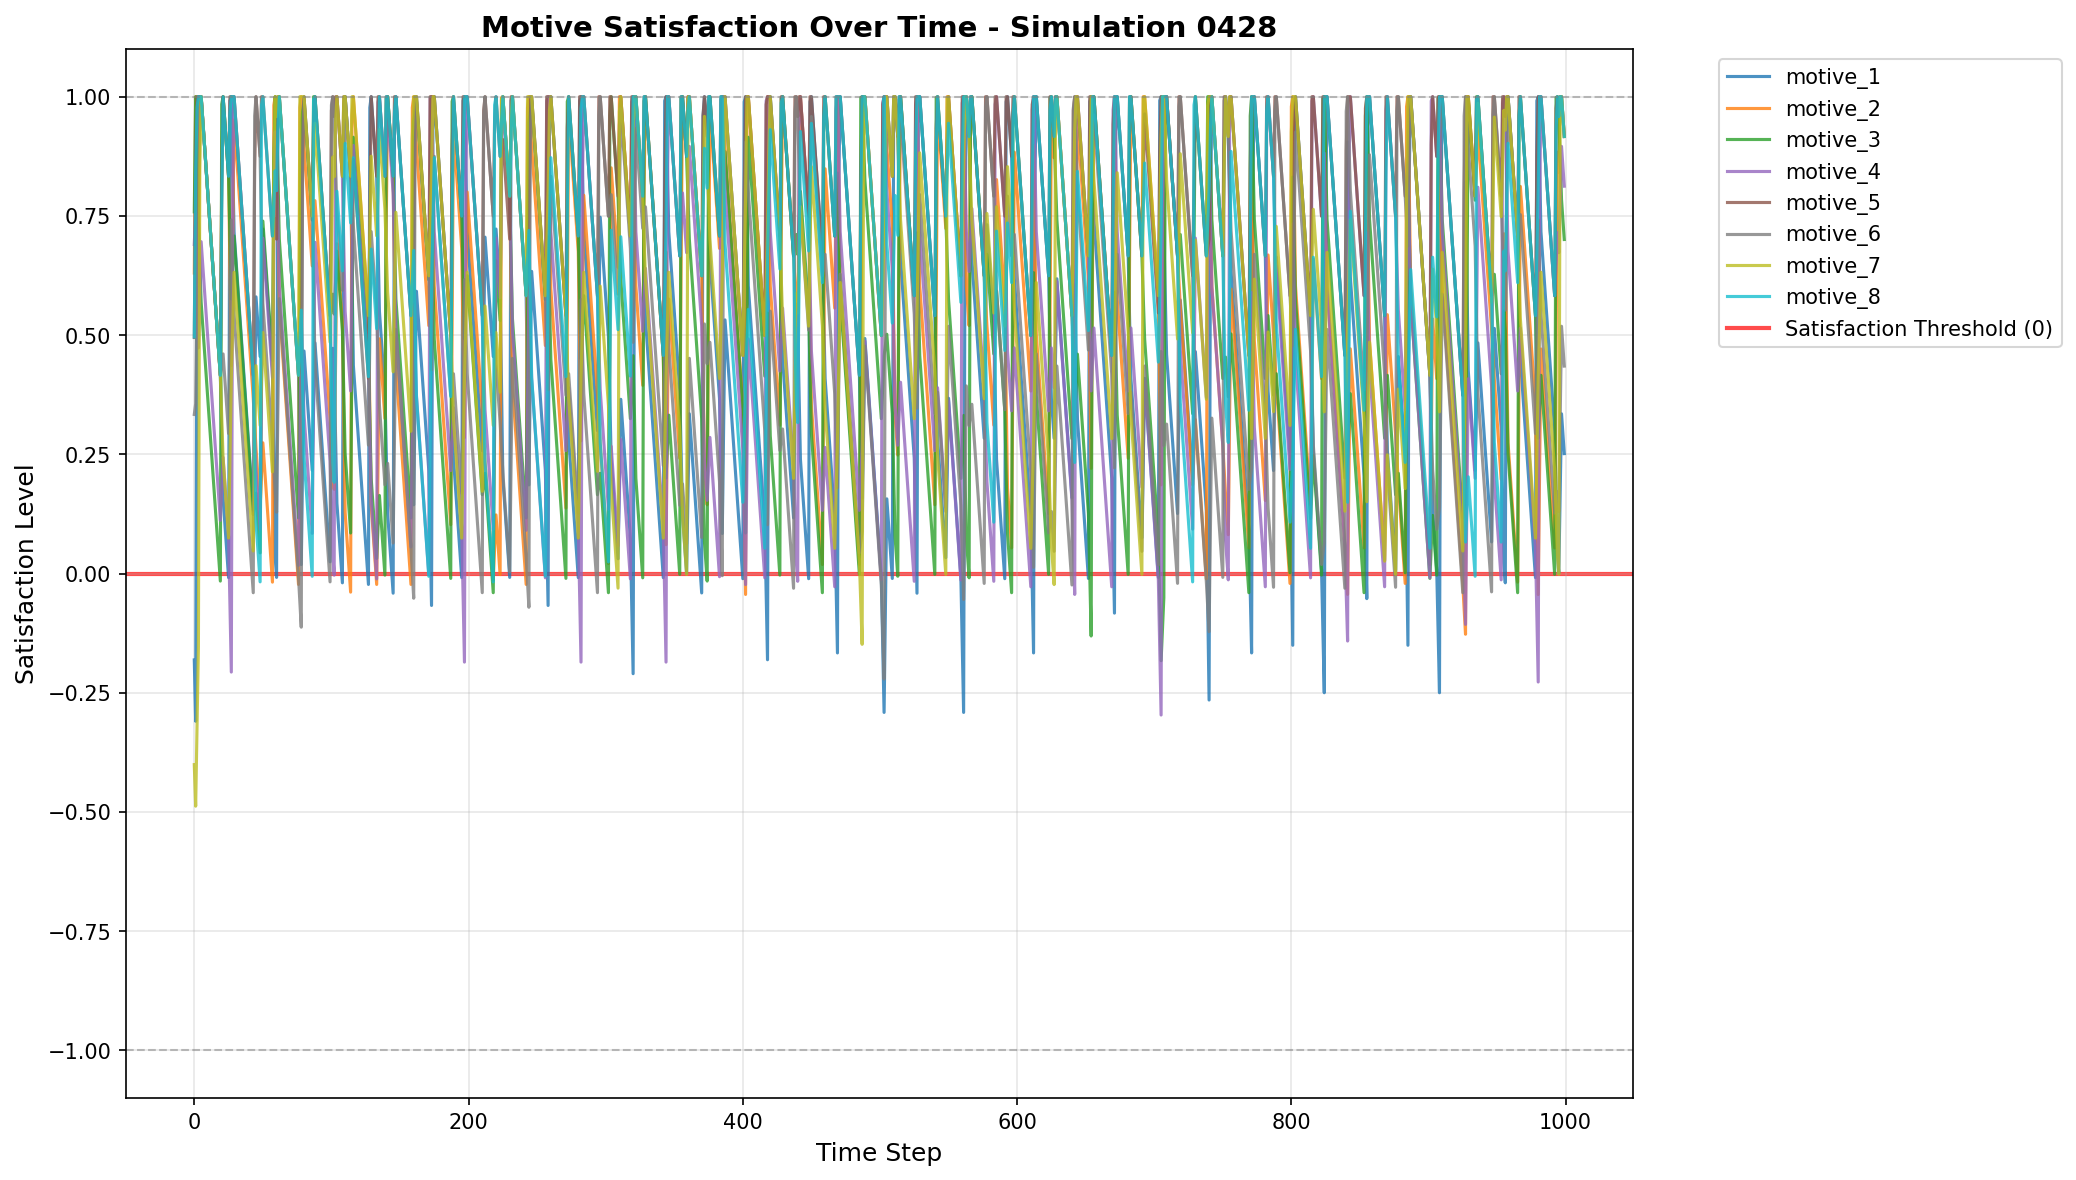 Motive Satisfaction Over Time - Simulation 0428
1.00
0.75
0.50
0.25
0.00
−0.25
−0.50
−0.75
−1.00
Satisfaction Level
0
200
400
600
800
1000
Time Step
motive_1
motive_2
motive_3
motive_4
motive_5
motive_6
motive_7
motive_8
Satisfaction Threshold (0)